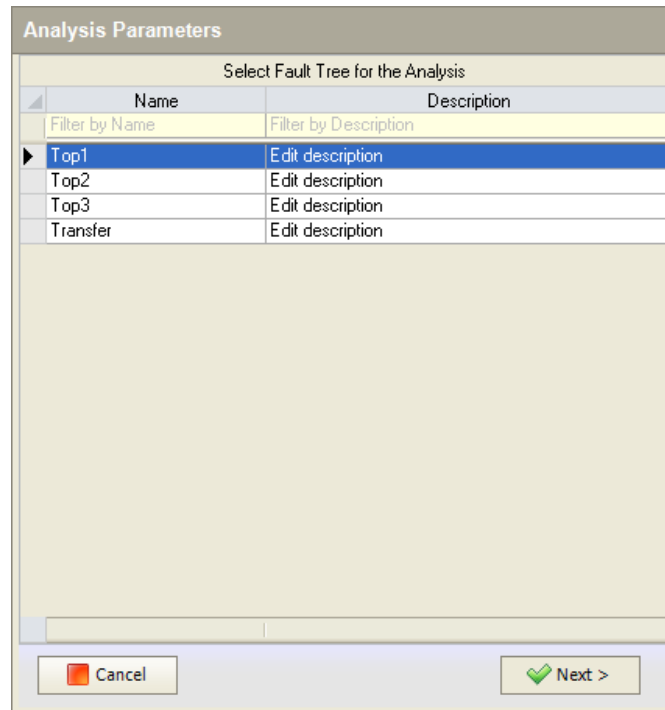 Analysis Parameters
Select Fault Tree for the Analysis
Name Description
Filter by Name Filter by Description
Top1 Edit description
Top2 Edit description
Top3 Edit description
Transfer Edit description
Cancel Next >